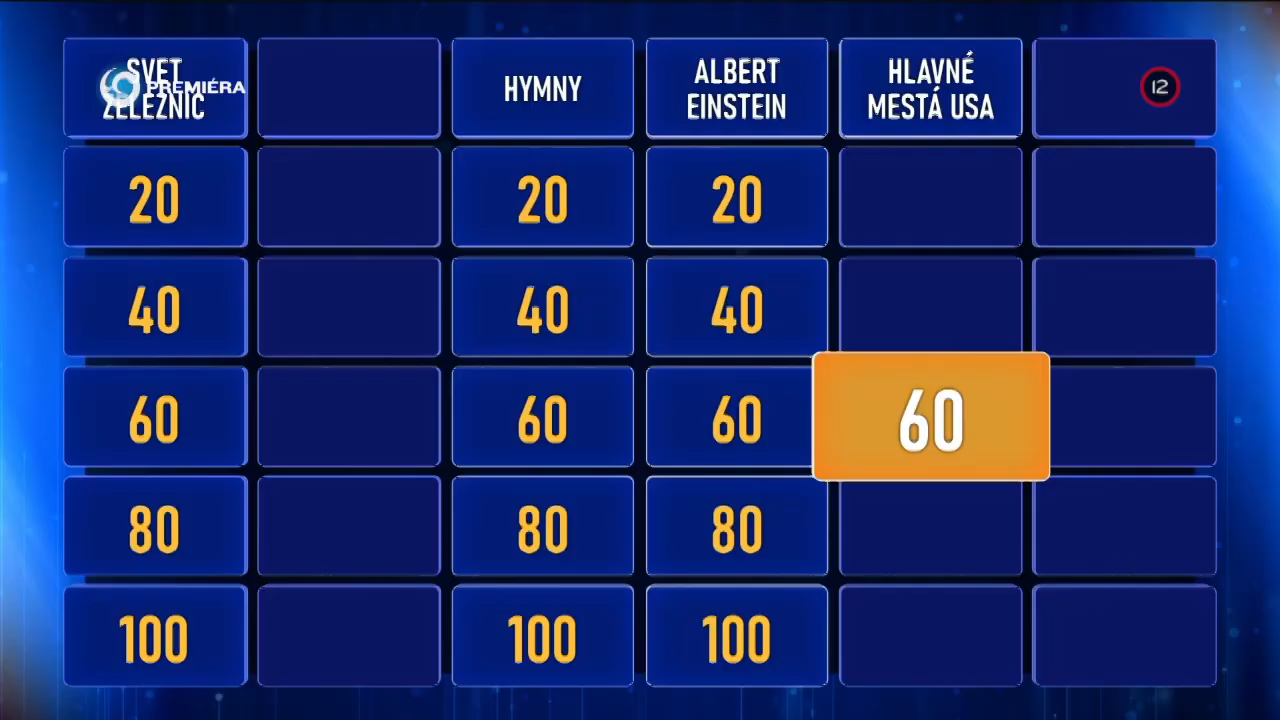 SVET
ŽELEZNÍC
PREMIÉRA
HYMNY
ALBERT
EINSTEIN
HLAVNÉ
MESTÁ USA
12
20 20 20
40 40 40
60 60 60 60
80 80 80
100 100 100